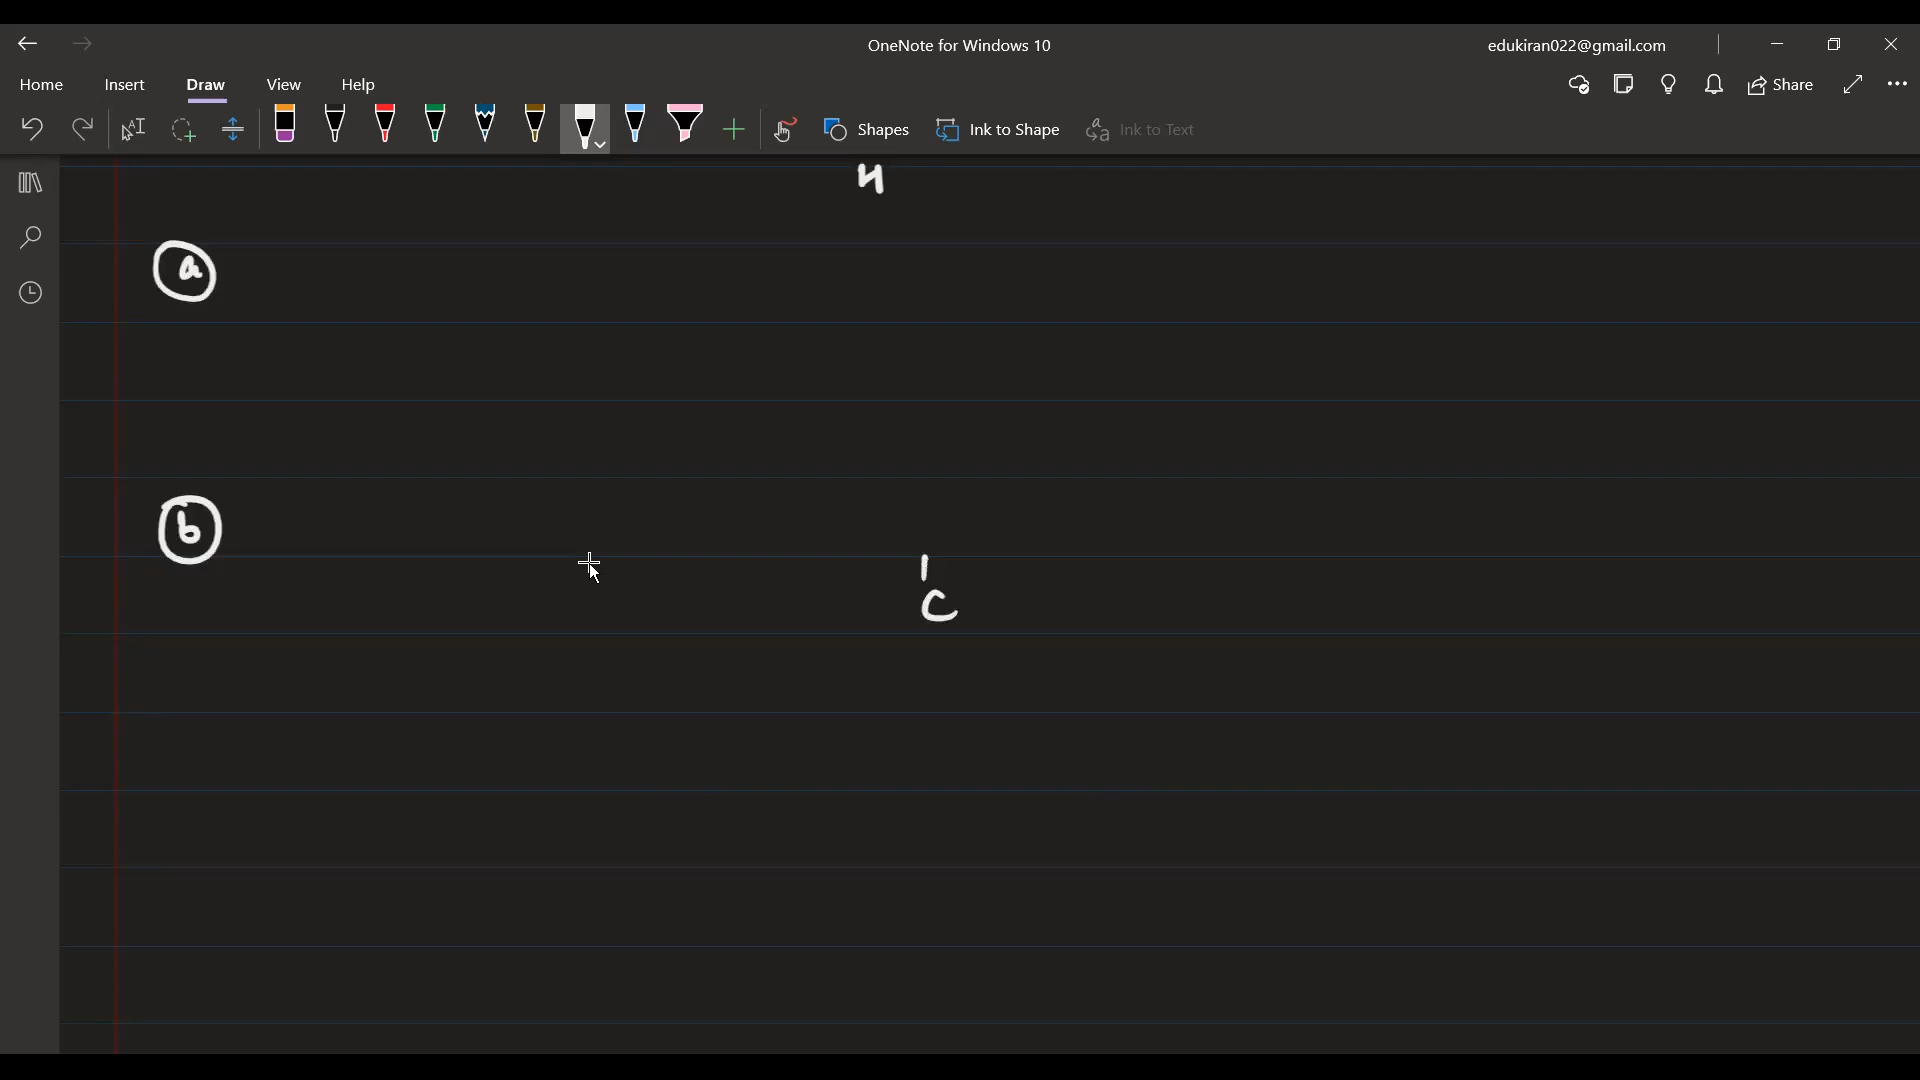 OneNote for Windows 10
edukiran022@gmail.com
Home Insert Draw View Help
Share
Shapes Ink to Shape Ink to Text
a
b
C